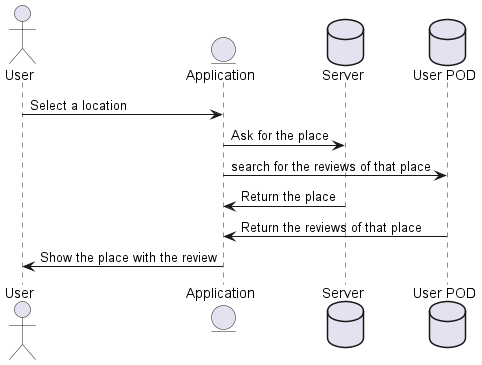 User
Application
Server
User POD
Select a location
Ask for the place
search for the reviews of that place
Return the place
Return the reviews of that place
Show the place with the review
User
Application
Server
User POD